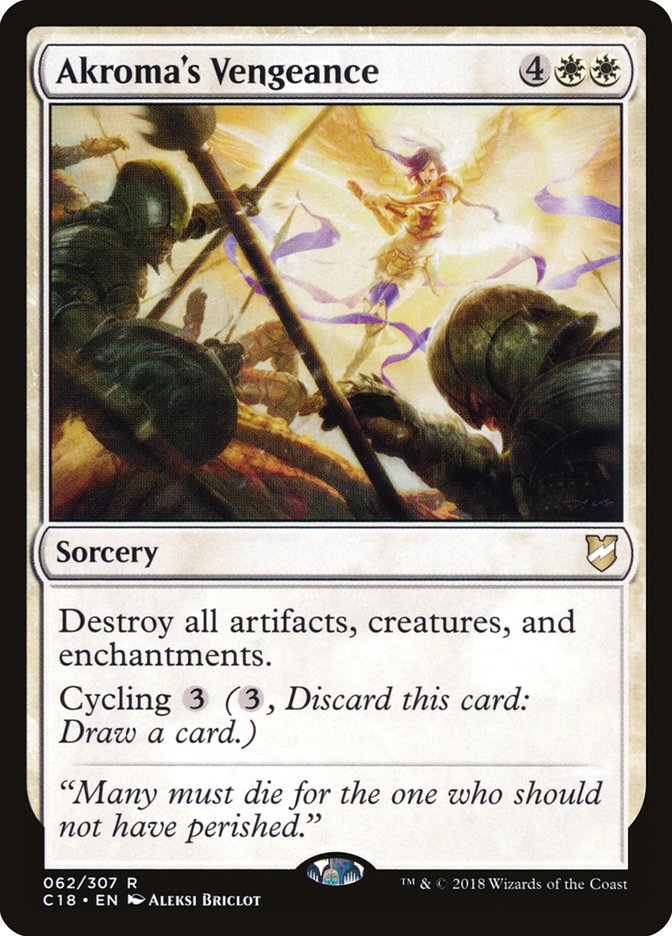 Akroma's Vengeance 4
Sorcery
Destroy all artifacts, creatures, and
enchantments.
Cycling 3 (3, Discard this card:
Draw a card.)
“Many must die for the one who should
not have perished.”
062/307 R
C18 • EN Aleksi Briclot
™ & © 2018 Wizards of the Coast